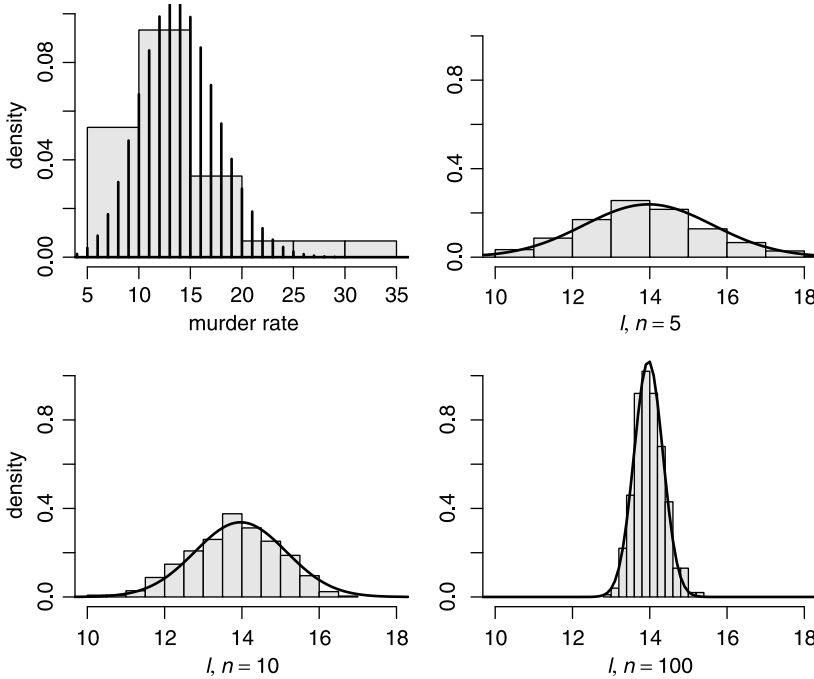 density
0.00 0.04 0.08
5 10 15 20 25 30 35
murder rate
0.0 0.4 0.8
10 12 14 16 18
l, n = 5
density
0.0 0.4 0.8
10 12 14 16 18
l, n = 10
0.0 0.4 0.8
10 12 14 16 18
l, n = 100